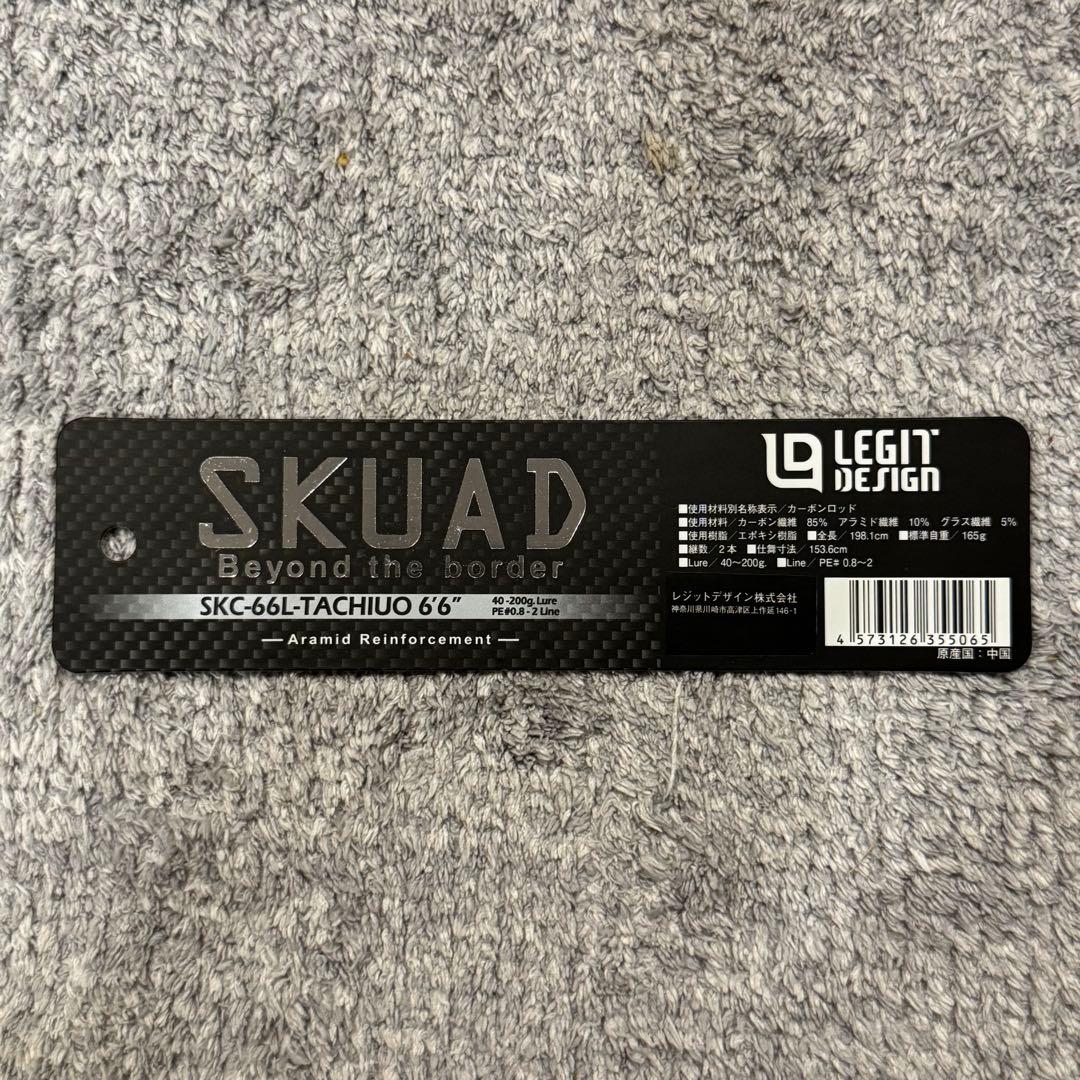 SKUAD
Beyond the border
SKC-66L-TACHIUO 6'6"
40 -200g. Lure
PE#0.8 - 2 Line
— Aramid Reinforcement —
LEGIT
DESIGN
■使用材料別名称表示／カーボンロッド
■使用材料／カーボン繊維 85% アラミド繊維 10% グラス繊維 5%
■使用樹脂／エポキシ樹脂 ■全長／198.1cm ■標準自重／165g
■継数／2本 ■仕舞寸法／153.6cm
■Lure／40～200g. ■Line／PE# 0.8～2
レジットデザイン株式会社
神奈川県川崎市高津区上作延146-1
4 573126 355065
原産国：中国